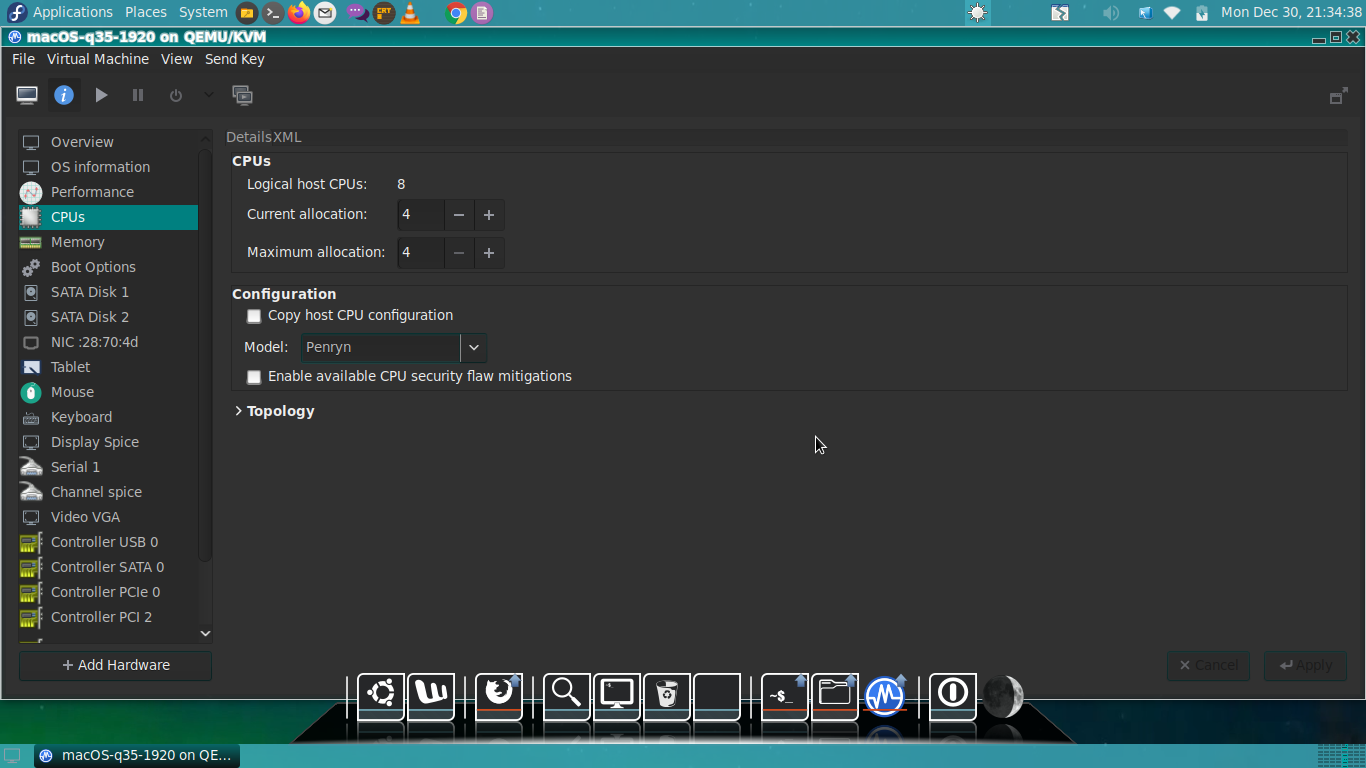 Applications Places System Mon Dec 30, 21:34:38
macOS-q35-1920 on QEMU/KVM
File Virtual Machine View Send Key
Overview
OS information
Performance
CPUs
Memory
Boot Options
SATA Disk 1
SATA Disk 2
NIC :28:70:4d
Tablet
Mouse
Keyboard
Display Spice
Serial 1
Channel spice
Video VGA
Controller USB 0
Controller SATA 0
Controller PCIe 0
Controller PCI 2
Add Hardware
Details XML
CPUs
Logical host CPUs: 8
Current allocation: 4
Maximum allocation: 4
Configuration
Copy host CPU configuration
Model: Penryn
Enable available CPU security flaw mitigations
Topology
Cancel Apply
~$_
macOS-q35-1920 on QE...